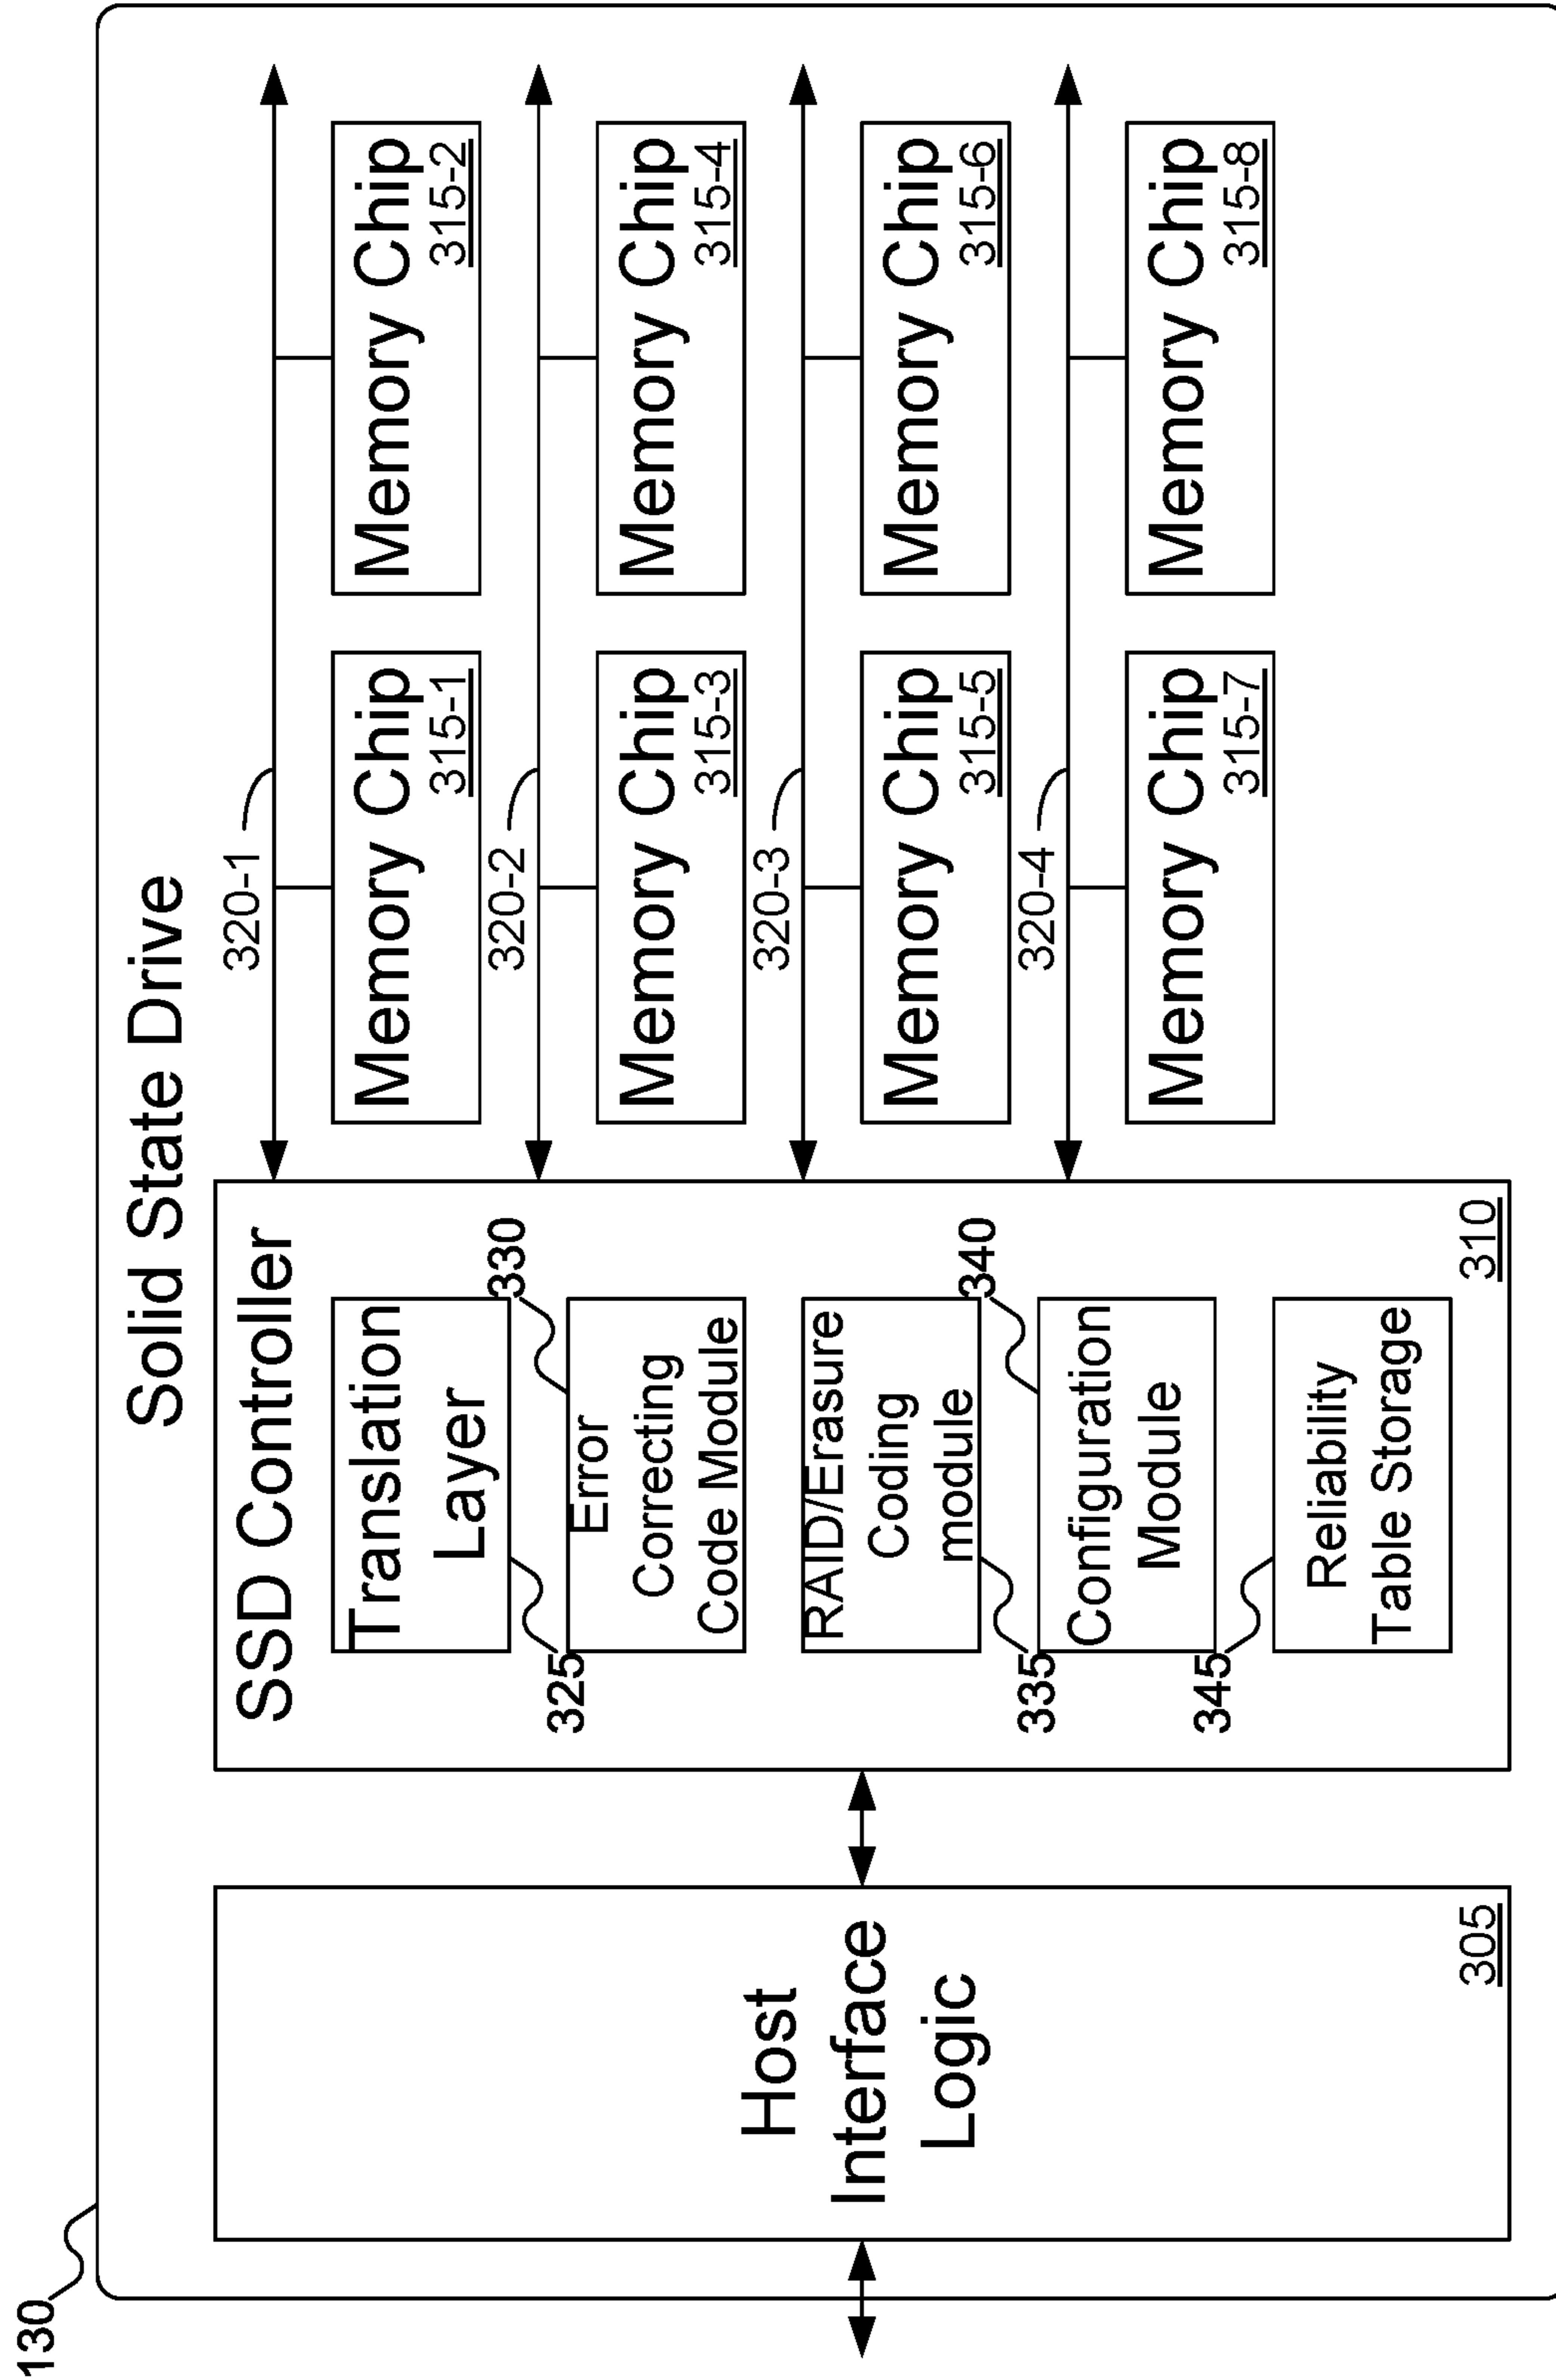 130
Solid State Drive
Host
Interface
Logic
305
SSD Controller
Translation
Layer
325
330
Error
Correcting
Code Module
RAID/Erasure
Coding
module
335
340
Configuration
Module
345
Reliability
Table Storage
310
320-1
Memory Chip
315-1
Memory Chip
315-2
320-2
Memory Chip
315-3
Memory Chip
315-4
320-3
Memory Chip
315-5
Memory Chip
315-6
320-4
Memory Chip
315-7
Memory Chip
315-8